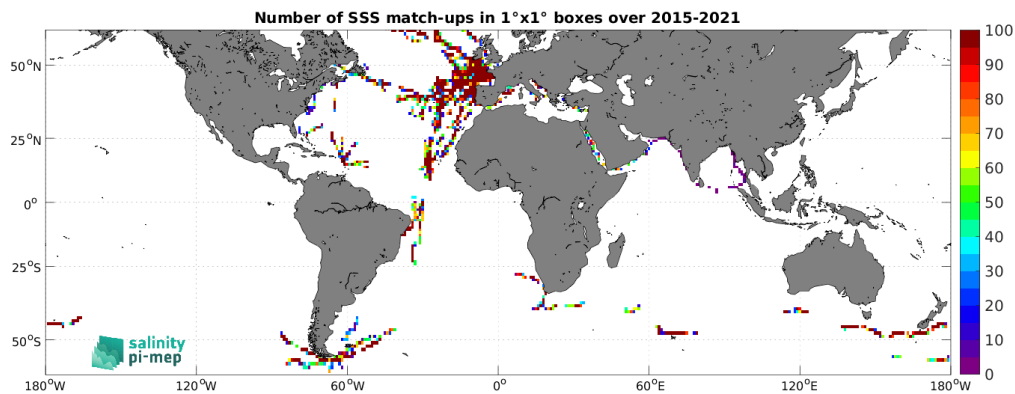 Number of SSS match-ups in 1°x1° boxes over 2015-2021
50°N
25°N
0°
25°S
50°S
180°W
120°W
60°W
0°
60°E
120°E
180°W
100
90
80
70
60
50
40
30
20
10
0
salinity
pi-mep